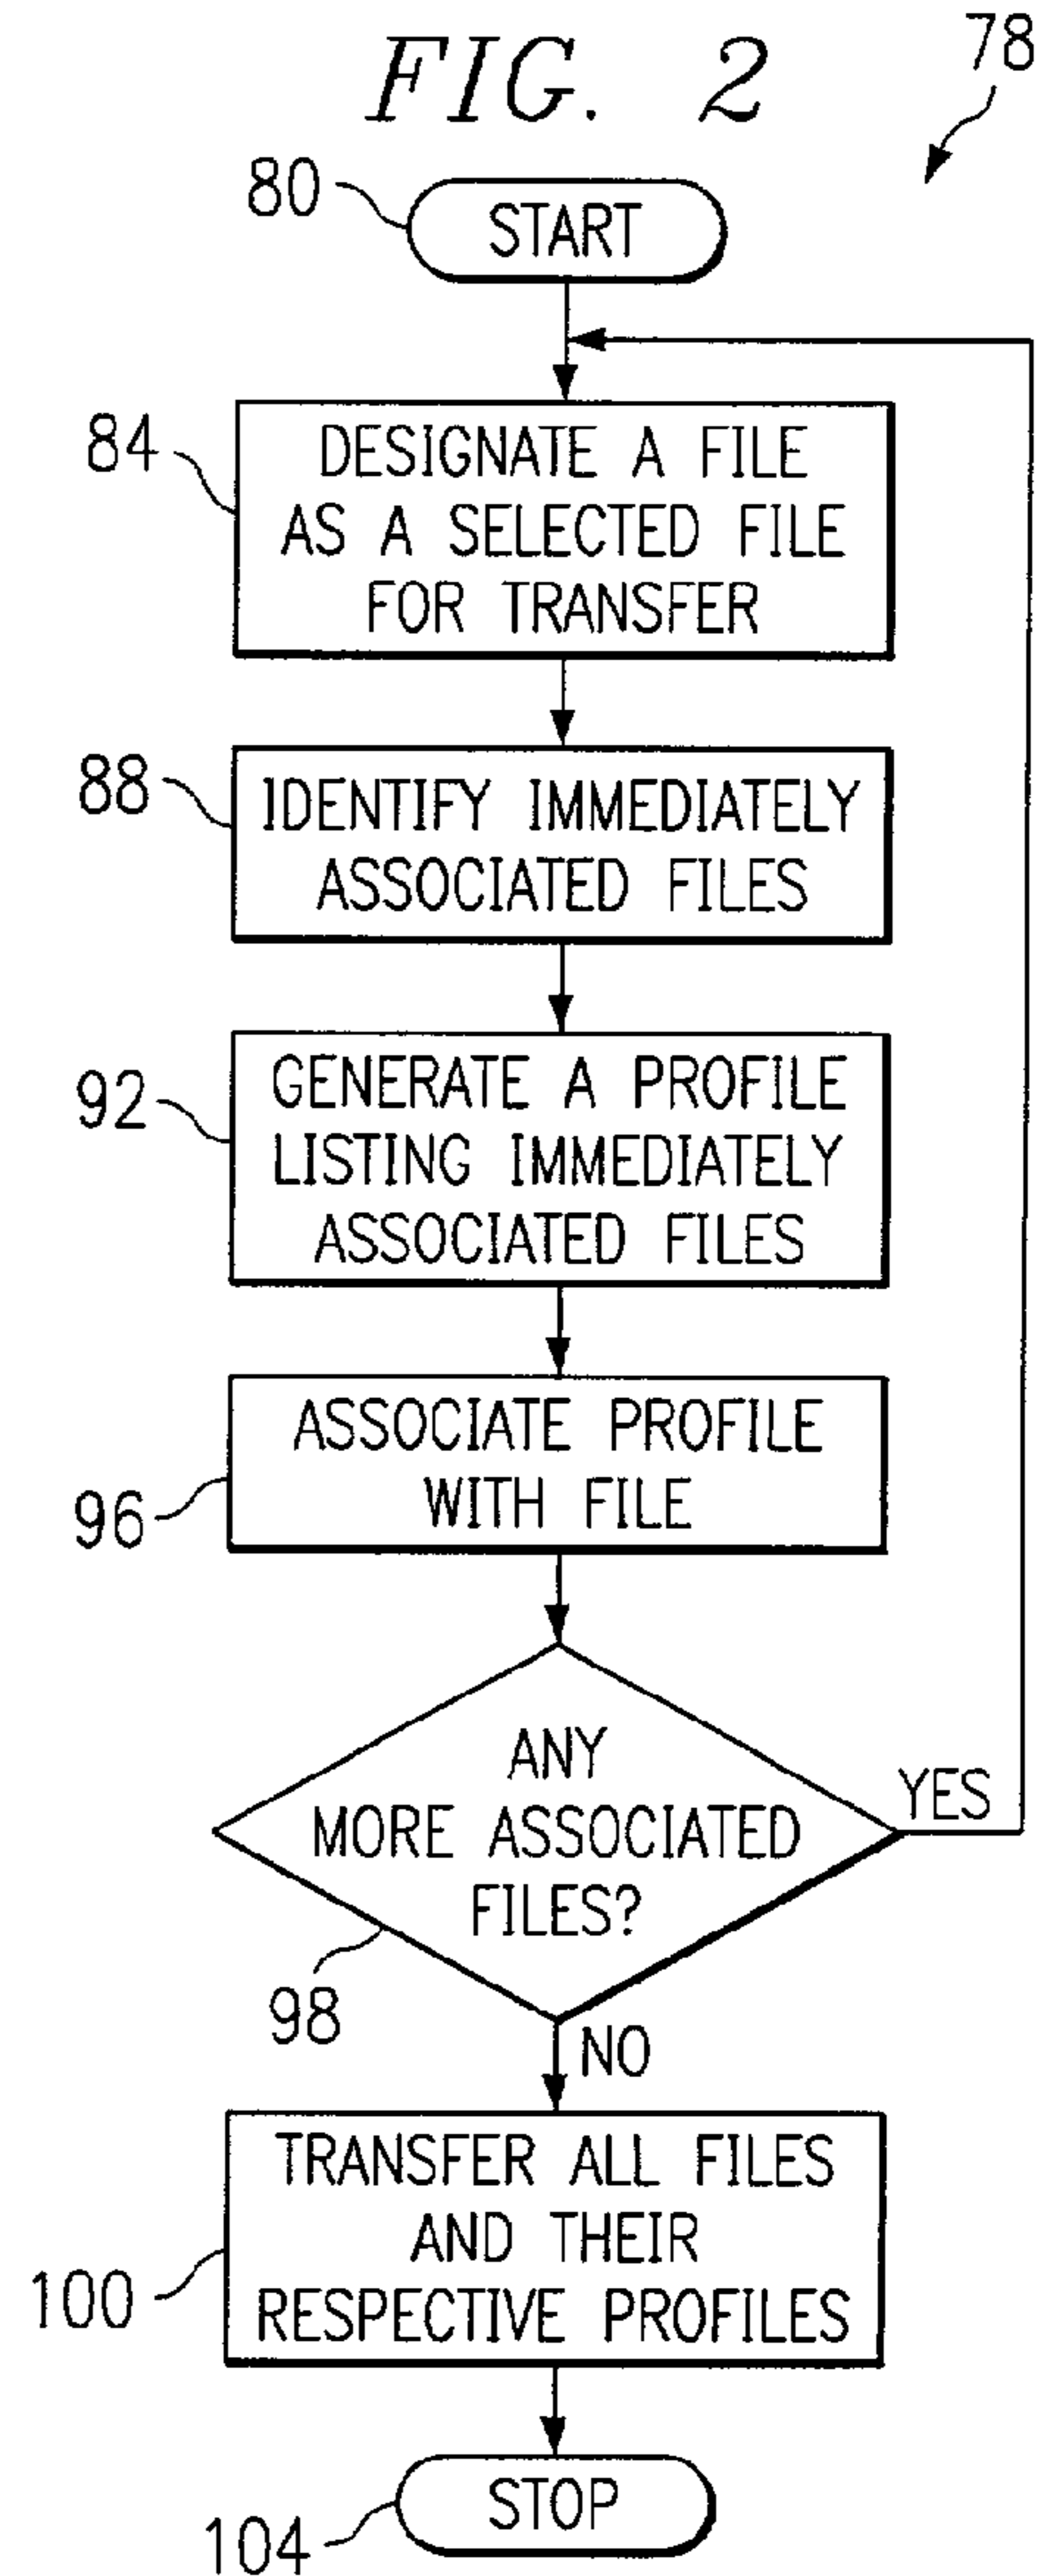 FIG. 2
78
80
START
84
DESIGNATE A FILE
AS A SELECTED FILE
FOR TRANSFER
88
IDENTIFY IMMEDIATELY
ASSOCIATED FILES
92
GENERATE A PROFILE
LISTING IMMEDIATELY
ASSOCIATED FILES
96
ASSOCIATE PROFILE
WITH FILE
ANY
MORE ASSOCIATED
FILES?
YES
98
NO
100
TRANSFER ALL FILES
AND THEIR
RESPECTIVE PROFILES
104
STOP